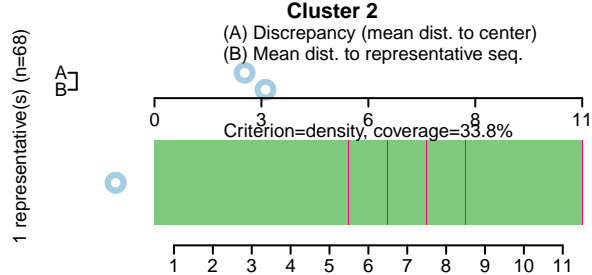 Cluster 2
(A) Discrepancy (mean dist. to center)
(B) Mean dist. to representative seq.
A
B
0 3 6 8 11
Criterion=density, coverage=33.8%
1 representative(s) (n=68)
1 2 3 4 5 6 7 8 9 10 11